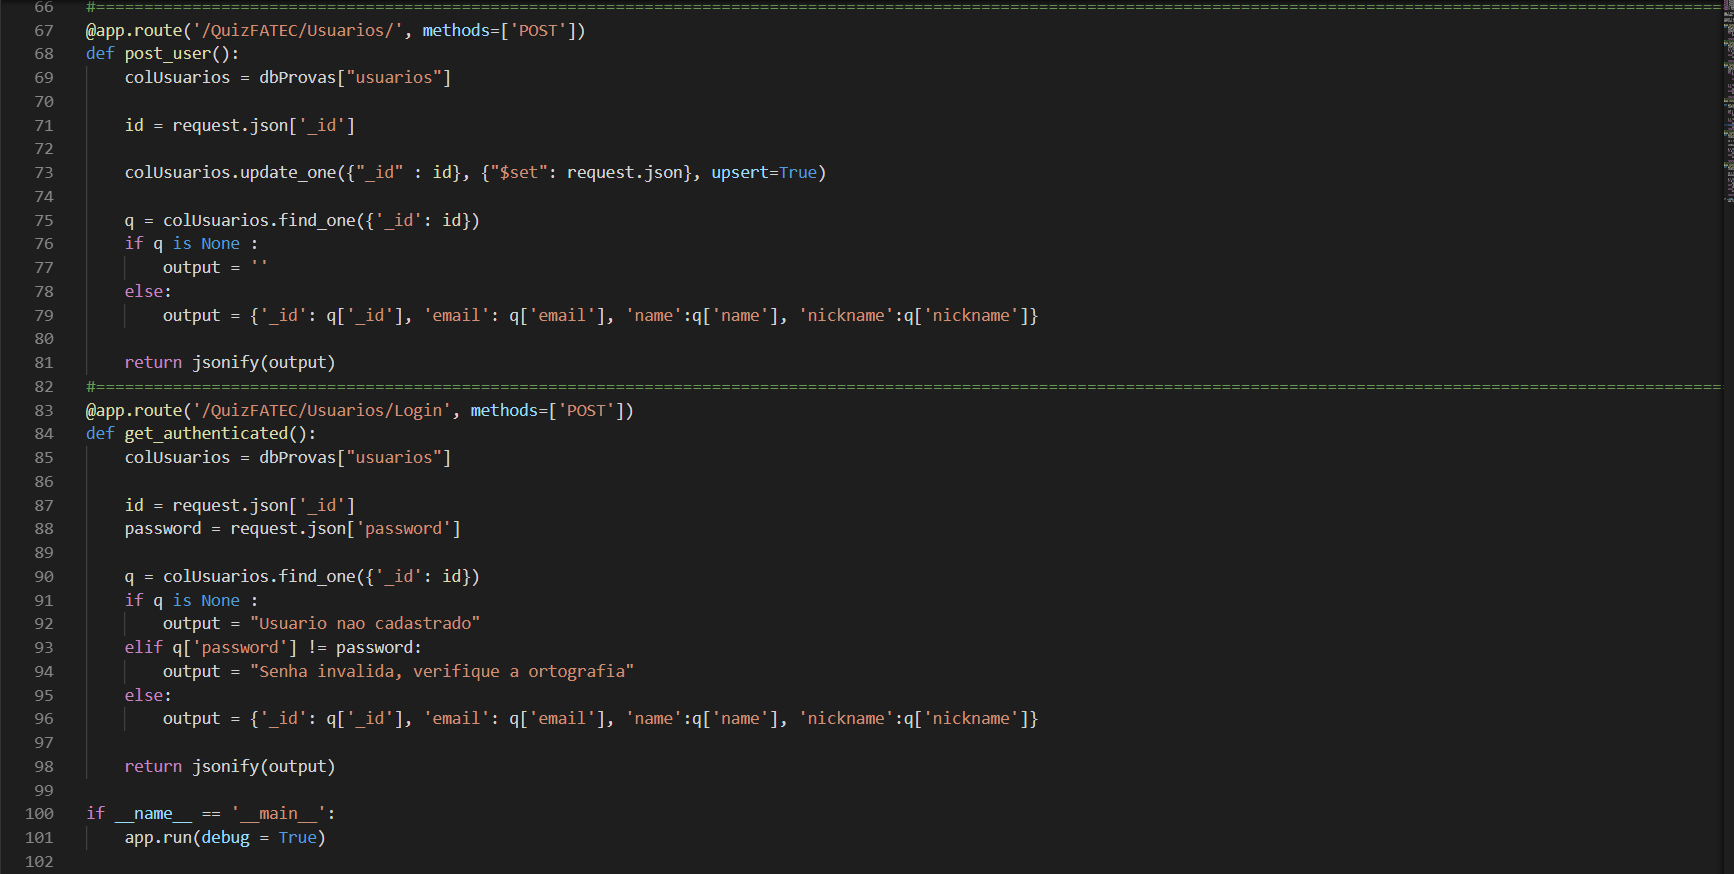 66 #==========================================================================================================================================================================
67 @app.route('/QuizFATEC/Usuarios/', methods=['POST'])
68 def post_user():
69     colUsuarios = dbProvas["usuarios"]
70
71     id = request.json['_id']
72
73     colUsuarios.update_one({"_id" : id}, {"$set": request.json}, upsert=True)
74
75     q = colUsuarios.find_one({'_id': id})
76     if q is None :
77         output = ''
78     else:
79         output = {'_id': q['_id'], 'email': q['email'], 'name':q['name'], 'nickname':q['nickname']}
80
81     return jsonify(output)
82 #==========================================================================================================================================================================
83 @app.route('/QuizFATEC/Usuarios/Login', methods=['POST'])
84 def get_authenticated():
85     colUsuarios = dbProvas["usuarios"]
86
87     id = request.json['_id']
88     password = request.json['password']
89
90     q = colUsuarios.find_one({'_id': id})
91     if q is None :
92         output = "Usuario nao cadastrado"
93     elif q['password'] != password:
94         output = "Senha invalida, verifique a ortografia"
95     else:
96         output = {'_id': q['_id'], 'email': q['email'], 'name':q['name'], 'nickname':q['nickname']}
97
98     return jsonify(output)
99
100 if __name__ == '__main__':
101     app.run(debug = True)
102